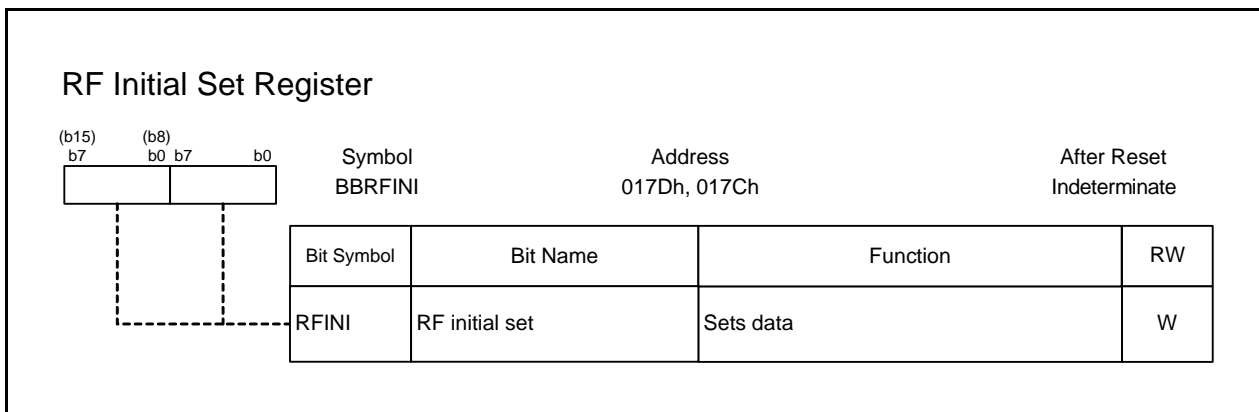 RF Initial Set Register
(b15) (b8)
b7 b0 b7 b0
Symbol Address After Reset
BBRFINI 017Dh, 017Ch Indeterminate
Bit Symbol Bit Name Function RW
RFINI RF initial set Sets data W